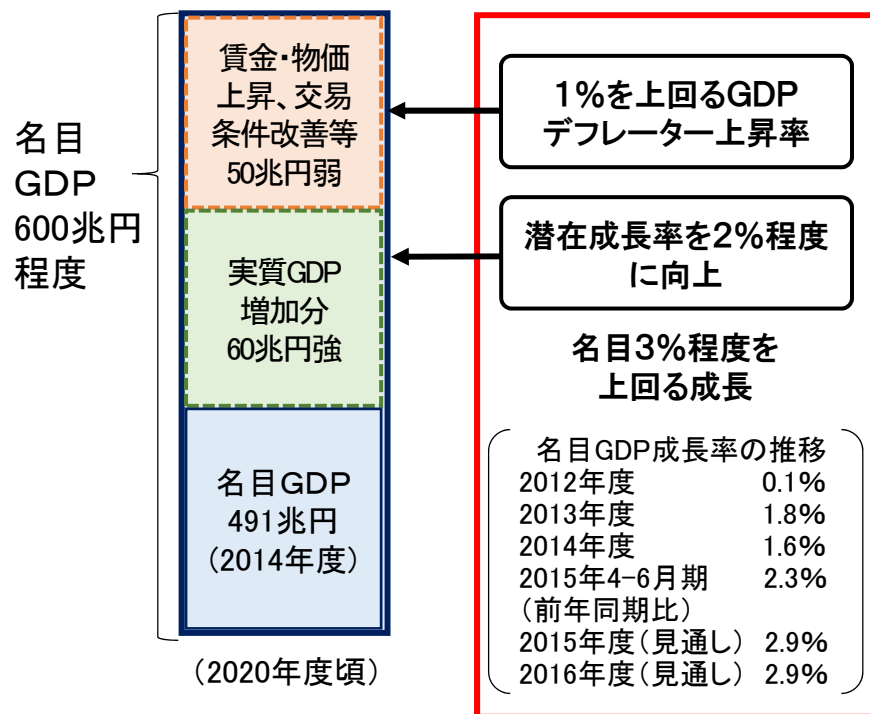 名目
GDP
600兆円
程度
賃金・物価
上昇、交易
条件改善等
50兆円弱
実質GDP
増加分
60兆円強
名目GDP
491兆円
(2014年度)
(2020年度頃)
1%を上回るGDP
デフレーター上昇率
潜在成長率を2%程度
に向上
名目3%程度を
上回る成長
名目GDP成長率の推移
2012年度 0.1%
2013年度 1.8%
2014年度 1.6%
2015年4-6月期 2.3%
(前年同期比)
2015年度(見通し) 2.9%
2016年度(見通し) 2.9%